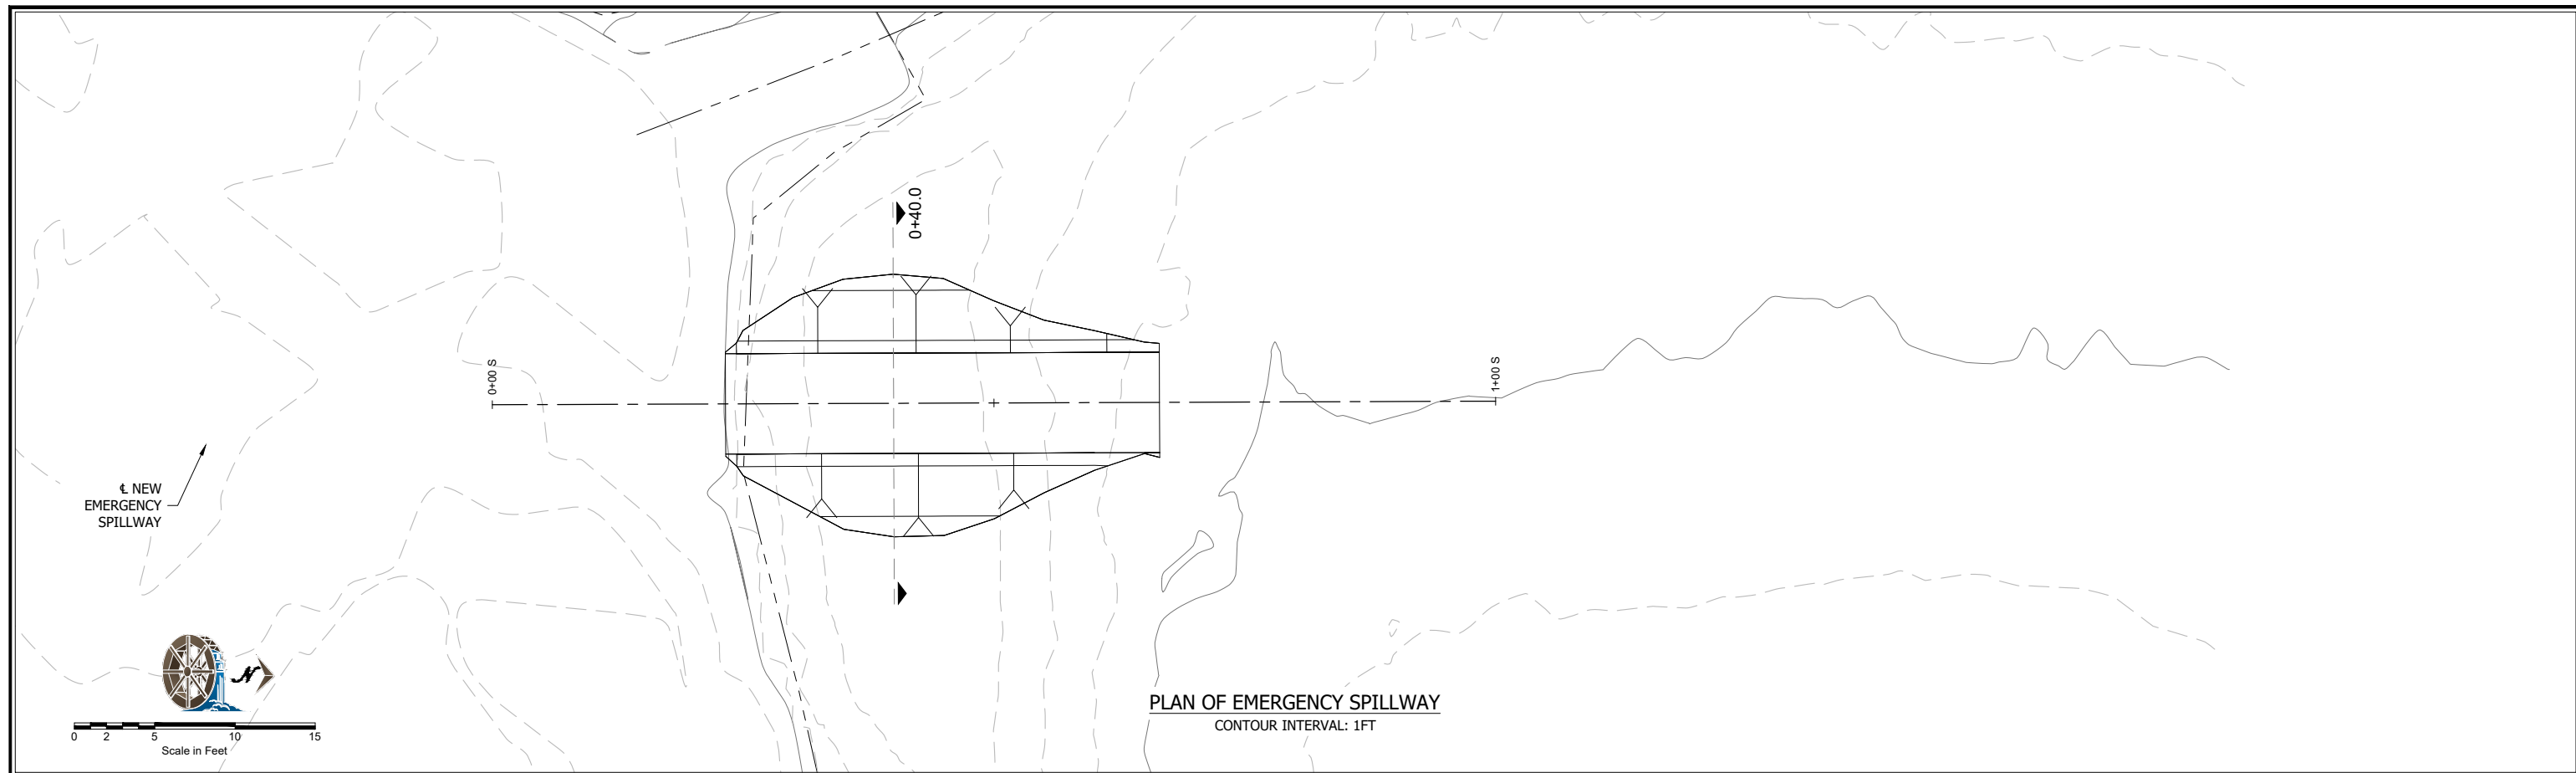 0+40.0
0+00 S
1+00 S
℄ NEW
EMERGENCY
SPILLWAY
N
0 2 5 10 15
Scale in Feet
PLAN OF EMERGENCY SPILLWAY
CONTOUR INTERVAL: 1FT